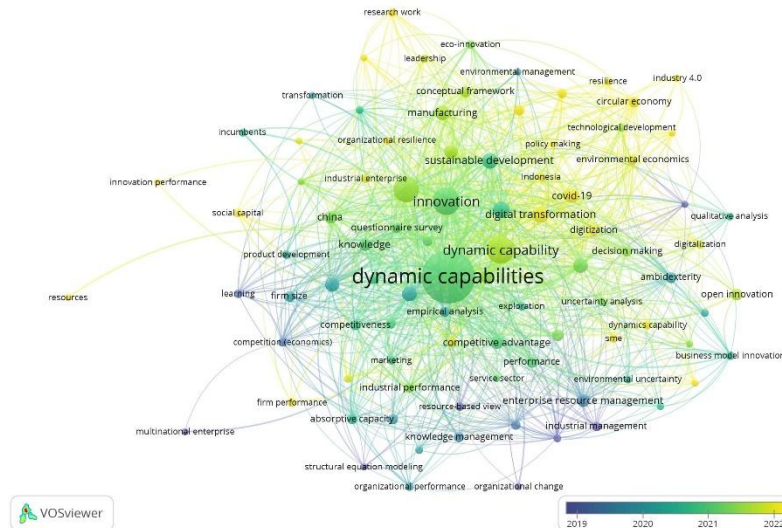 research work
eco-innovation
leadership
environmental management
resilience
industry 4.0
conceptual framework
transformation
circular economy
manufacturing
technological development
incumbents
policy making
organizational resilience
sustainable development
environmental economics
industrial enterprise
indonesia
innovation performance
covid-19
innovation
social capital
digital transformation
qualitative analysis
china
questionnaire survey
digitization
knowledge
digitalization
dynamic capability
decision making
product development
dynamic capabilities
ambidexterity
learning
firm size
open innovation
resources
exploration
uncertainty analysis
empirical analysis
competitiveness
dynamics capability
sme
competition (economics)
competitive advantage
business model innovation
marketing
performance
service sector
environmental uncertainty
industrial performance
firm performance
resource-based view
enterprise resource management
absorptive capacity
industrial management
multinational enterprise
knowledge management
structural equation modeling
organizational performance...
organizational change
VOSviewer
2019 2020 2021 2022